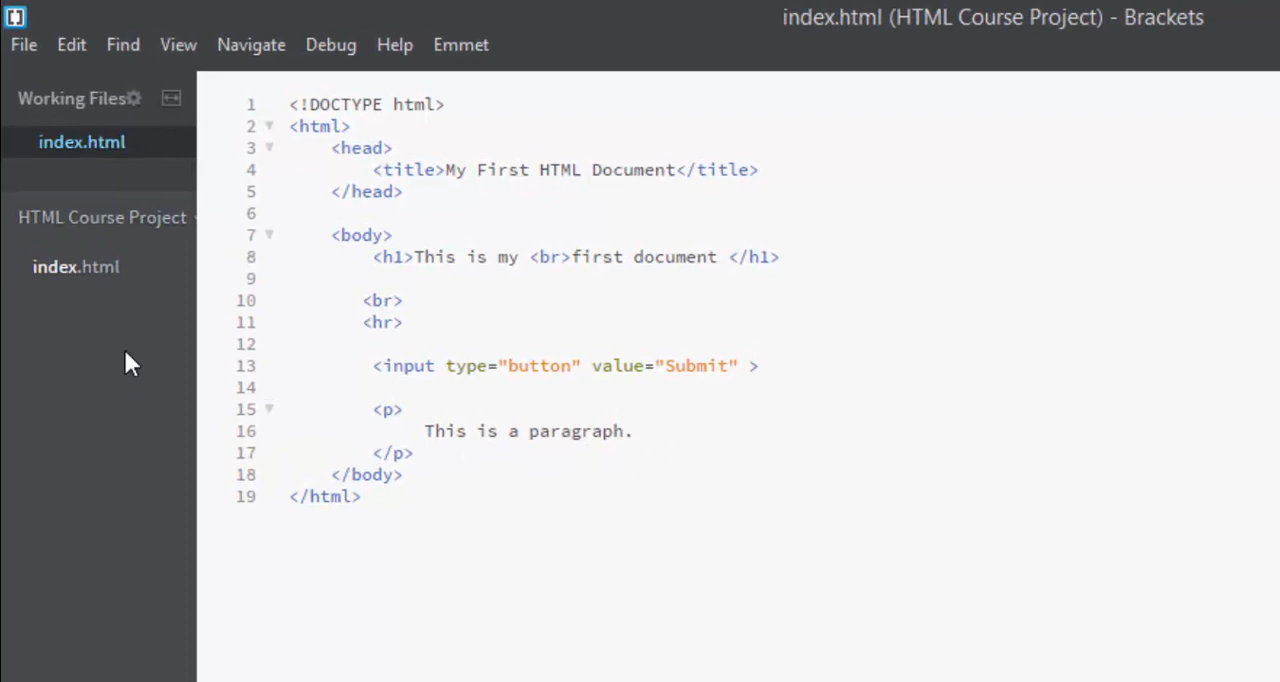 index.html (HTML Course Project) - Brackets
File Edit Find View Navigate Debug Help Emmet
Working Files
index.html
HTML Course Project
index.html
1 <!DOCTYPE html>
2 <html>
3 <head>
4 <title>My First HTML Document</title>
5 </head>
6
7 <body>
8 <h1>This is my <br>first document </h1>
9
10 <br>
11 <hr>
12
13 <input type="button" value="Submit" >
14
15 <p>
16 This is a paragraph.
17 </p>
18 </body>
19 </html>